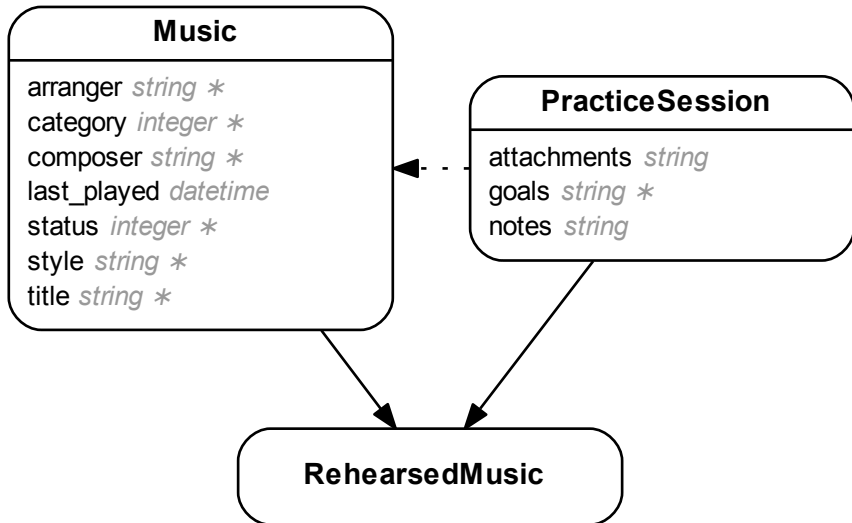 Music
arranger string ∗
category integer ∗
composer string ∗
last_played datetime
status integer ∗
style string ∗
title string ∗
PracticeSession
attachments string
goals string ∗
notes string
RehearsedMusic